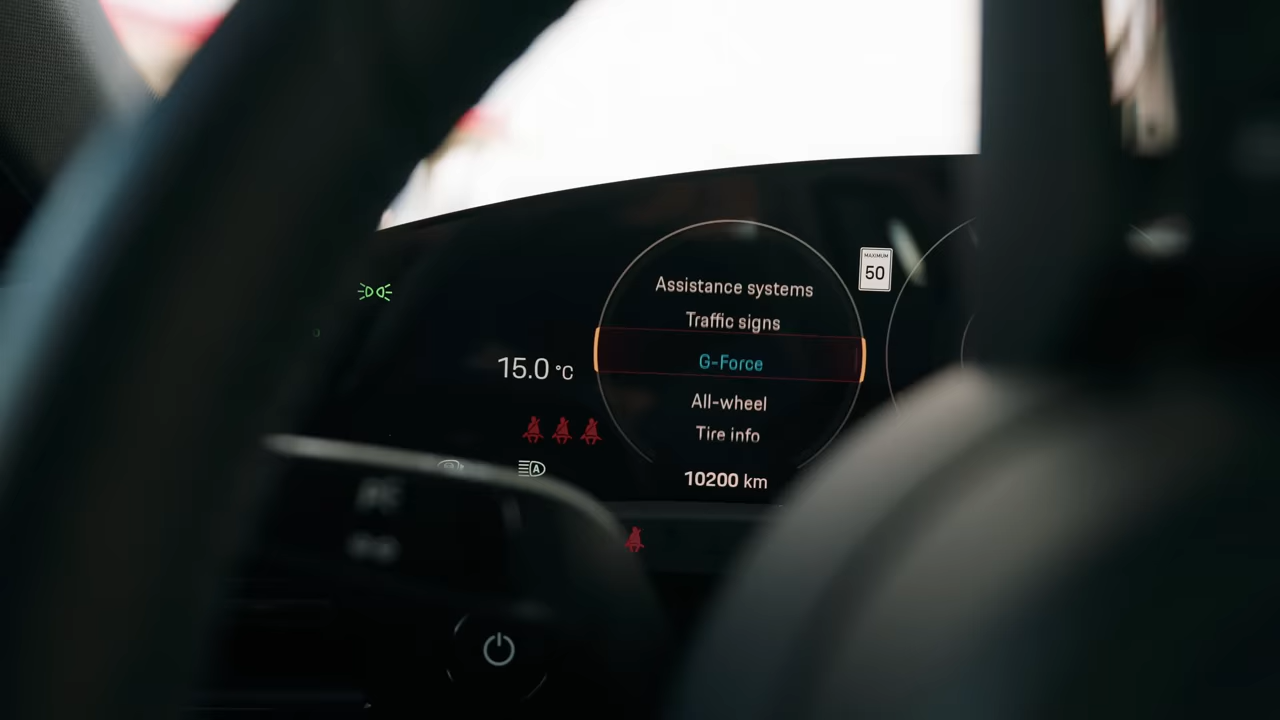 Assistance systems
MAXIMUM
50
Traffic signs
G-Force
15.0 °C
All-wheel
Tire info
A
10200 km